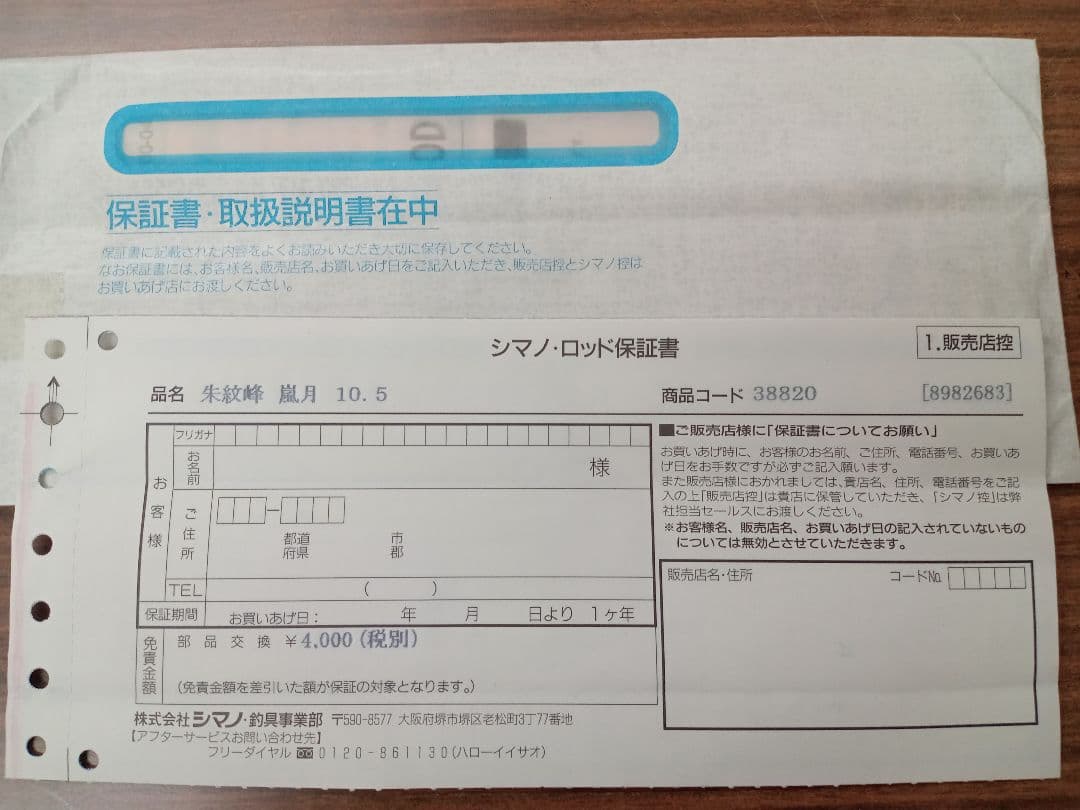 保証書・取扱説明書在中
保証書に記載された内容をよくお読みいただき大切に保存してください。
なお保証書には、お客様名、販売店名、お買いあげ日をご記入いただき、販売店控とシマノ控は
お買いあげ店にお渡しください。
シマノ・ロッド保証書
1.販売店控
品名 朱紋峰 嵐月 10.5
商品コード 38820 [8982683]
お客様
フリガナ
お名前
様
ご住所
都道府県
市郡
TEL ( )
保証期間 お買いあげ日： 年 月 日より 1ヶ年
免責金額
部品交換 ¥4,000（税別）
（免責金額を差引いた額が保証の対象となります。）
■ご販売店様に「保証書についてお願い」
お買いあげ時に、お客様のお名前、ご住所、電話番号、お買いあ
げ日をお手数ですが必ずご記入願います。
また販売店様におかれましては、貴店名、住所、電話番号をご記
入の上「販売店控」は貴店に保管していただき、「シマノ控」は弊
社担当セールスにお渡しください。
※お客様名、販売店名、お買いあげ日の記入されていないもの
については無効とさせていただきます。
販売店名・住所
コードNo.
株式会社シマノ・釣具事業部 〒590-8577 大阪府堺市堺区老松町3丁77番地
【アフターサービスお問い合わせ先】
フリーダイヤル 0120-861130（ハローイイサオ）